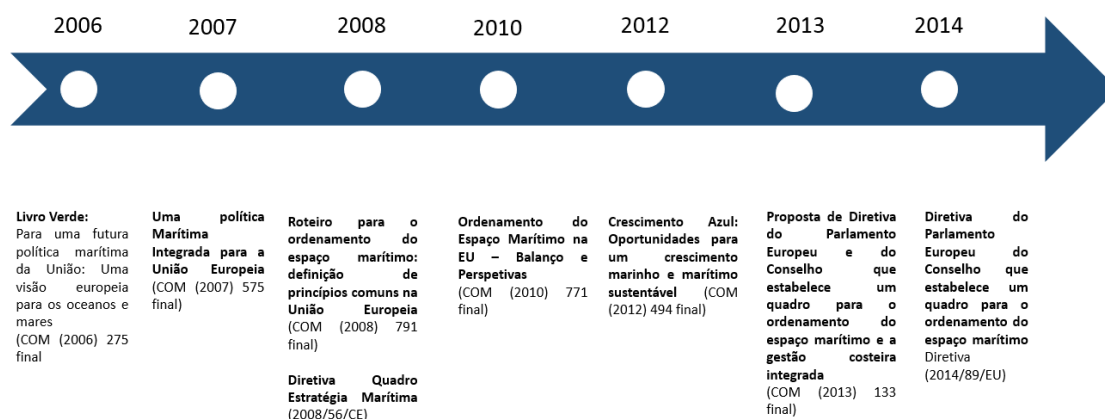 2006
2007
2008
2010
2012
2013
2014
Livro Verde:
Para uma futura
política marítima
da União: Uma
visão europeia
para os oceanos e
mares
(COM (2006) 275
final
Uma política
Marítima
Integrada para a
União Europeia
(COM (2007) 575
final)
Roteiro para o
ordenamento do
espaço marítimo:
definição de
princípios comuns na
União Europeia
(COM (2008) 791
final)
Diretiva Quadro
Estratégia Marítima
(2008/56/CE)
Ordenamento do
Espaço Marítimo na
EU – Balanço e
Perspetivas
(COM (2010) 771
final)
Crescimento Azul:
Oportunidades para
um crescimento
marinho e marítimo
sustentável (COM
(2012) 494 final)
Proposta de Diretiva
do Parlamento
Europeu e do
Conselho que
estabelece um
quadro para o
ordenamento do
espaço marítimo e a
gestão costeira
integrada
(COM (2013) 133
final)
Diretiva do
Parlamento
Europeu do
Conselho que
estabelece um
quadro para o
ordenamento do
espaço marítimo
Diretiva
(2014/89/EU)